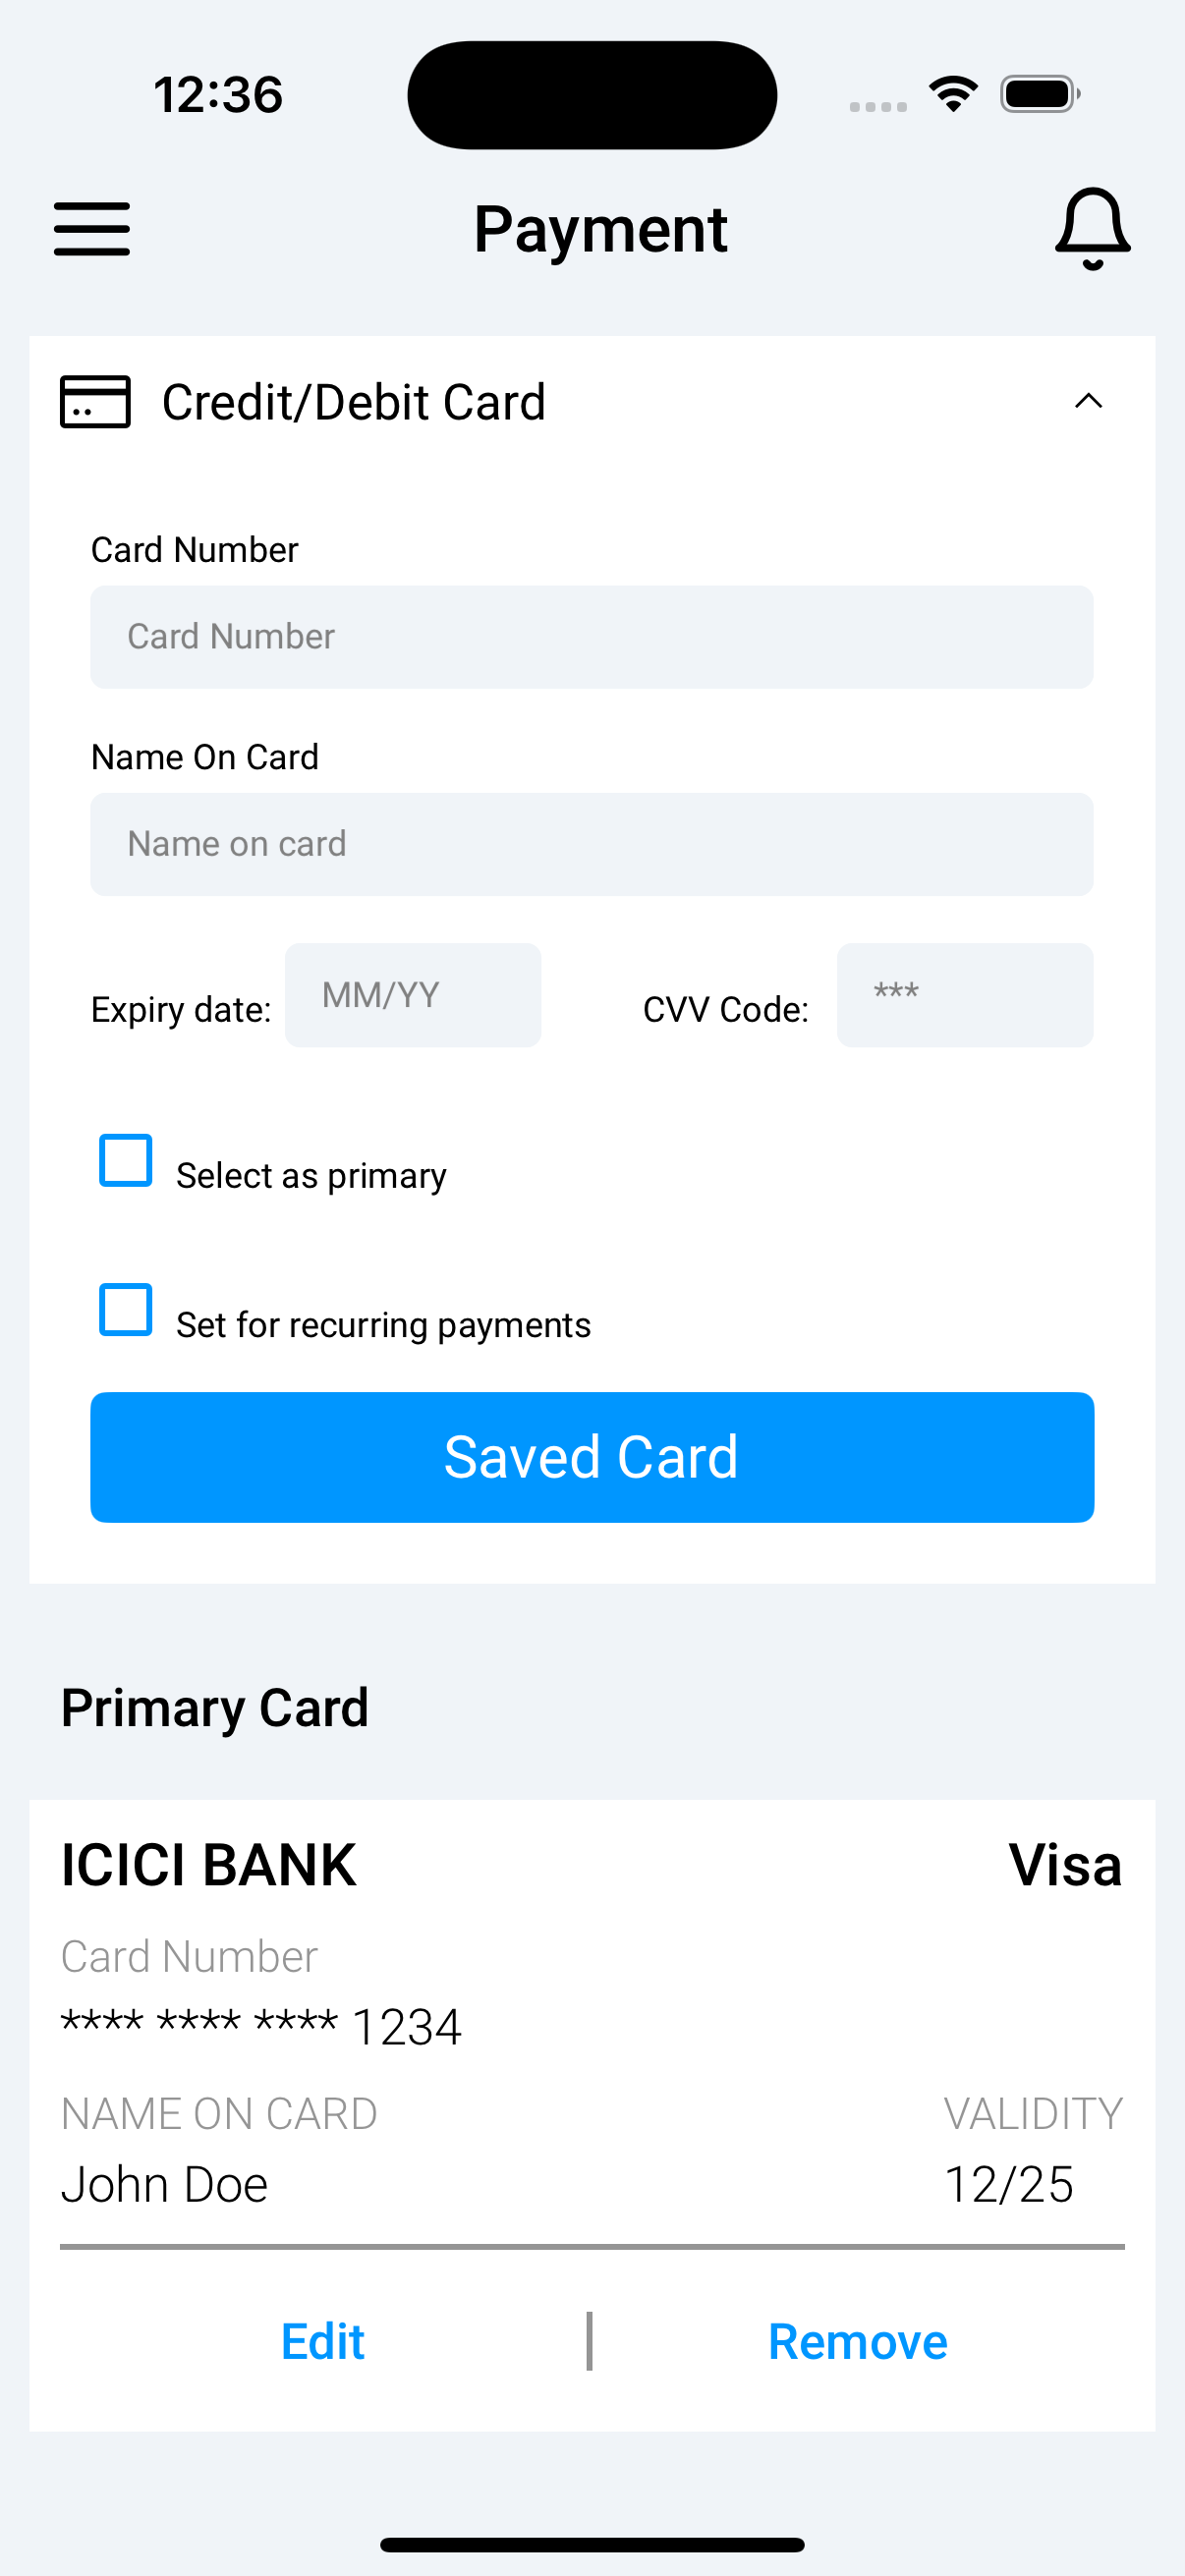 12:36
Payment
Credit/Debit Card
Card Number
Card Number
Name On Card
Name on card
Expiry date: MM/YY CVV Code: ***
Select as primary
Set for recurring payments
Saved Card
Primary Card
ICICI BANK Visa
Card Number
**** **** **** 1234
NAME ON CARD VALIDITY
John Doe 12/25
Edit | Remove